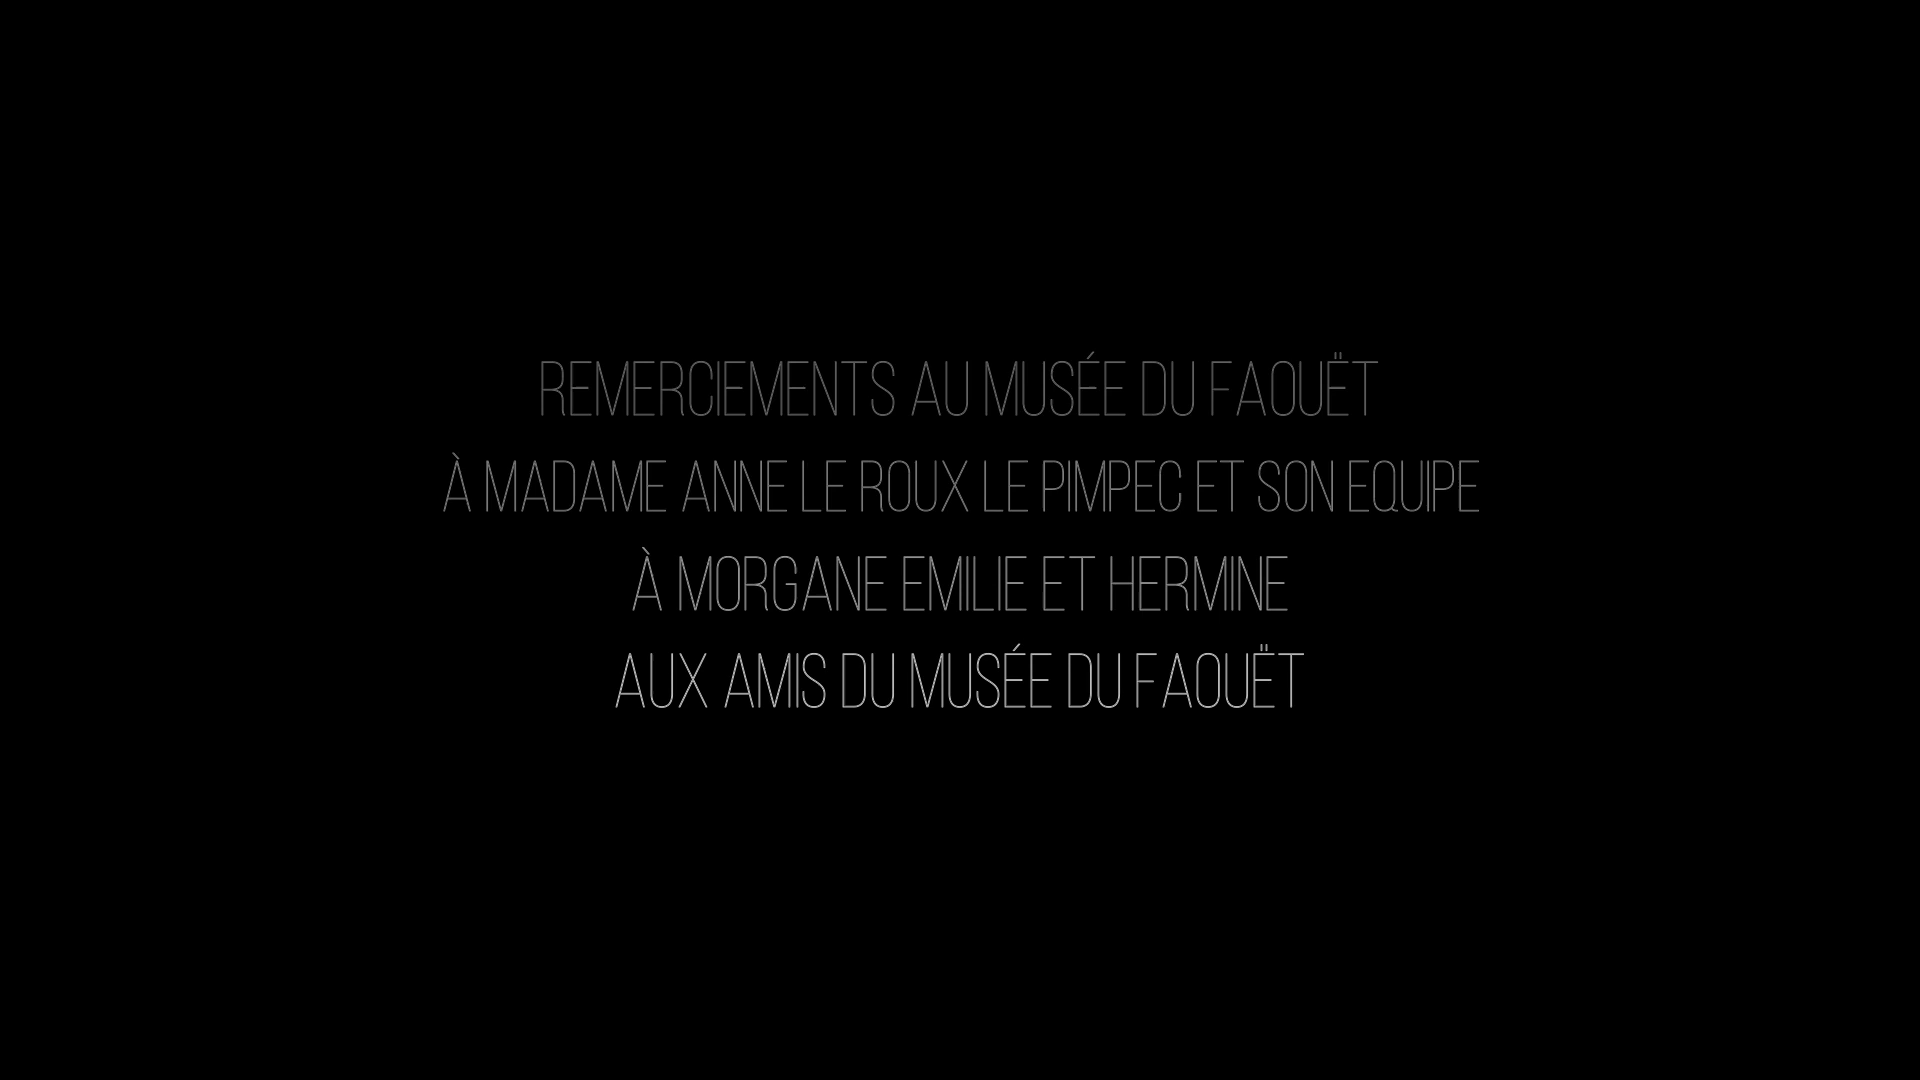 REMERCIEMENTS AU MUSÉE DU FAOUËT
À MADAME ANNE LE ROUX LE PIMPEC ET SON EQUIPE
À MORGANE EMILIE ET HERMINE
AUX AMIS DU MUSÉE DU FAOUËT